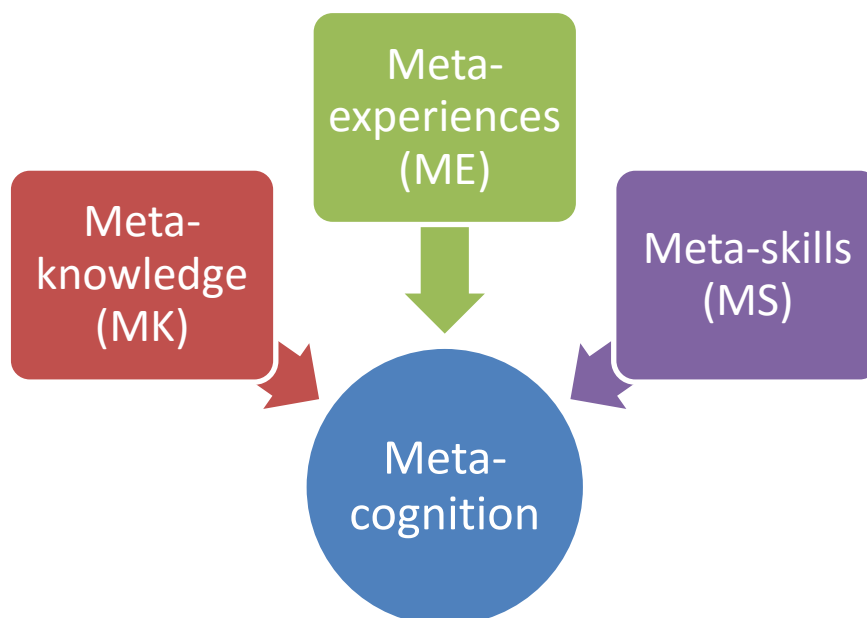 Meta-
experiences
(ME)
Meta-
knowledge
(MK)
Meta-skills
(MS)
Meta-
cognition